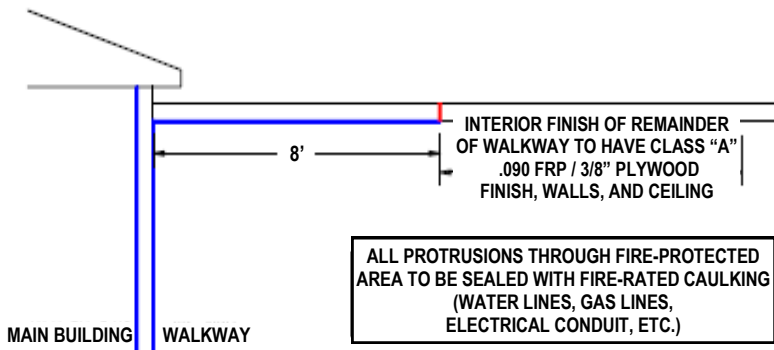 8'
INTERIOR FINISH OF REMAINDER
OF WALKWAY TO HAVE CLASS “A”
.090 FRP / 3/8” PLYWOOD
FINISH, WALLS, AND CEILING
ALL PROTRUSIONS THROUGH FIRE-PROTECTED
AREA TO BE SEALED WITH FIRE-RATED CAULKING
(WATER LINES, GAS LINES,
ELECTRICAL CONDUIT, ETC.)
MAIN BUILDING
WALKWAY